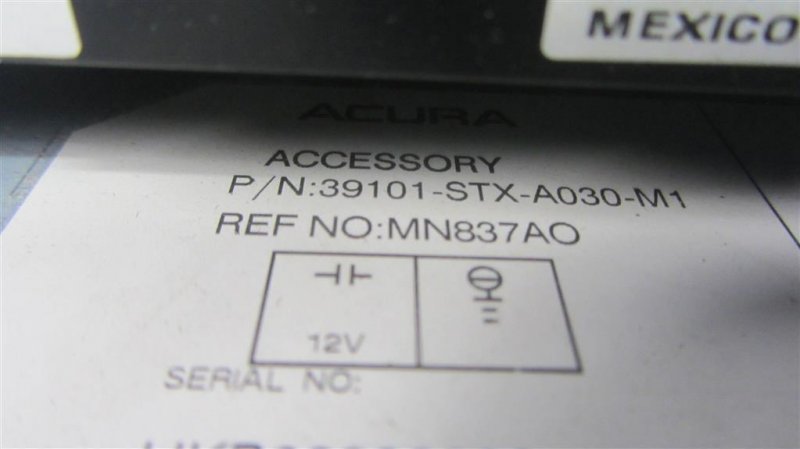 MEXICO
ACURA
ACCESSORY
P/N:39101-STX-A030-M1
REF NO:MN837AO
12V
SERIAL NO: